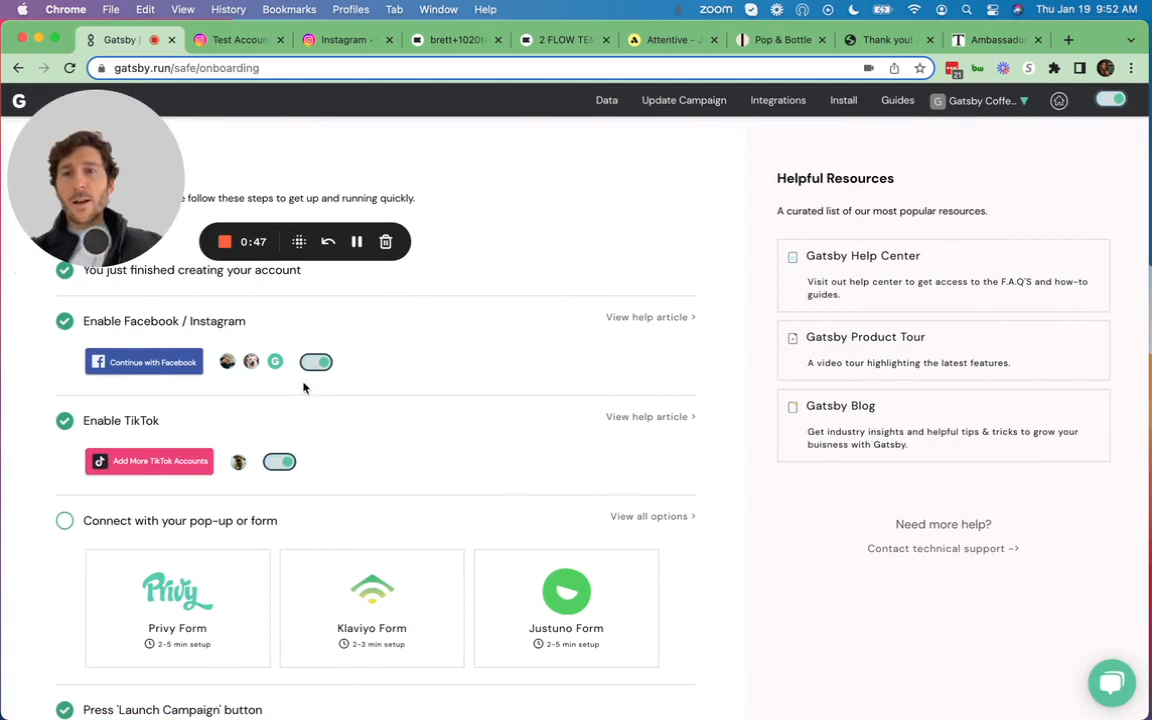 Chrome File Edit View History Bookmarks Profiles Tab Window Help zoom Thu Jan 19 9:52 AM
Gatsby | Test Accoun Instagram - brett+1020te 2 FLOW TEM Attentive - J Pop & Bottle Thank you! - Ambassado
gatsby.run/safe/onboarding 21
G Data Update Campaign Integrations Install Guides G Gatsby Coffe...
e follow these steps to get up and running quickly.
0:47
You just finished creating your account
Enable Facebook / Instagram View help article >
Continue with Facebook G
Enable TikTok View help article >
Add More TikTok Accounts
Connect with your pop-up or form View all options >
Privy
Privy Form Klaviyo Form Justuno Form
2-5 min setup 2-3 min setup 2-5 min setup
Press 'Launch Campaign' button
Helpful Resources
A curated list of our most popular resources.
Gatsby Help Center
Visit out help center to get access to the F.A.Q'S and how-to
guides.
Gatsby Product Tour
A video tour highlighting the latest features.
Gatsby Blog
Get industry insights and helpful tips & tricks to grow your
buisness with Gatsby.
Need more help?
Contact technical support ->